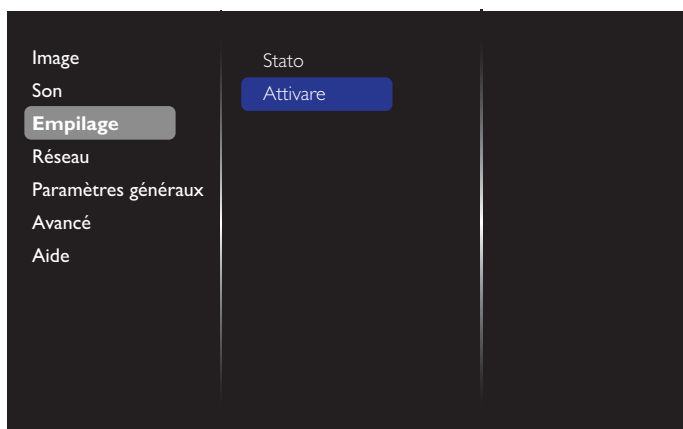 Image
Son
Empilage
Réseau
Paramètres généraux
Avancé
Aide
Stato
Attivare